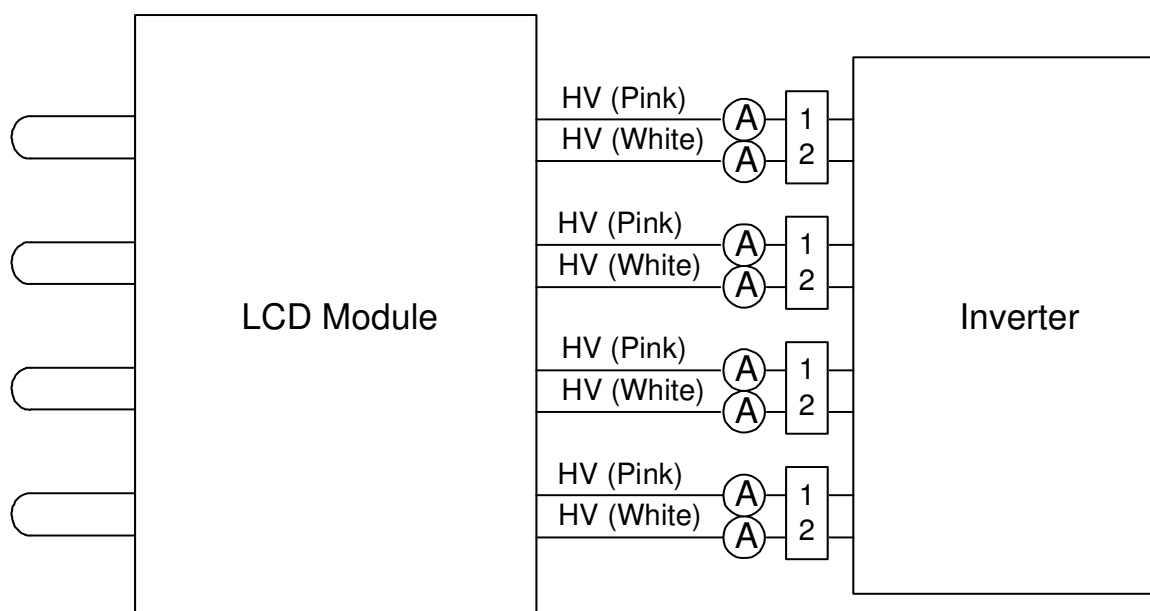 HV (Pink) A 1
HV (White) A 2
HV (Pink) A 1
HV (White) A 2
LCD Module
Inverter
HV (Pink) A 1
HV (White) A 2
HV (Pink) A 1
HV (White) A 2